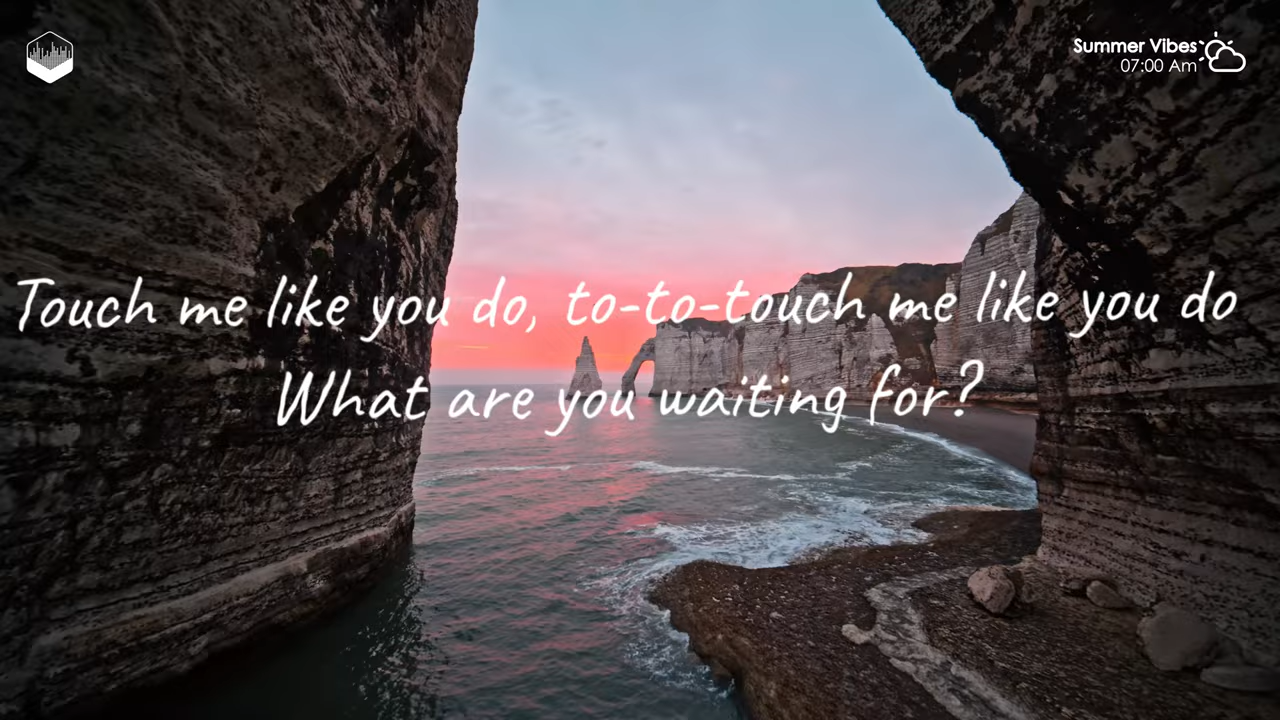 Summer Vibes
07:00 Am
Touch me like you do, to-to-touch me like you do
What are you waiting for?